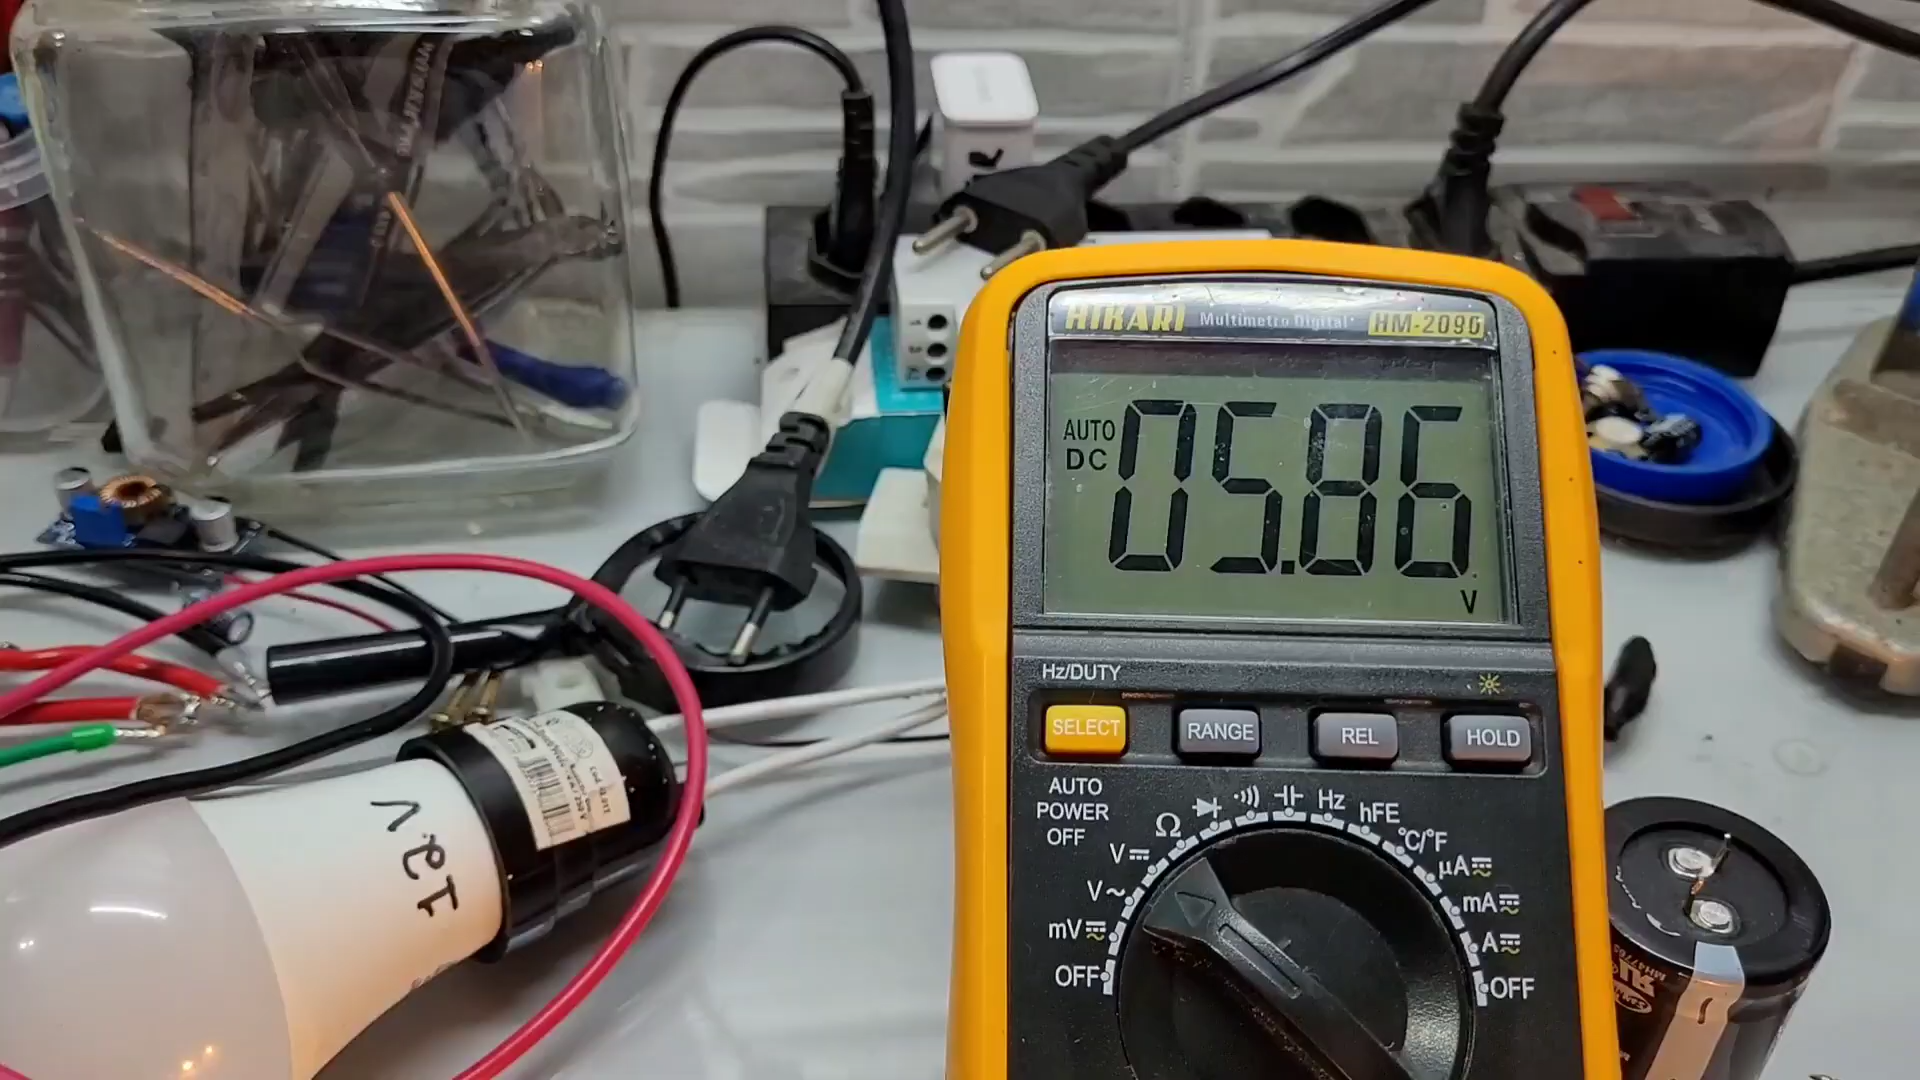 HIKARI Multimetro Digital HM-2090
AUTO
DC
05.86
V
Hz/DUTY
SELECT
RANGE
REL
HOLD
AUTO
POWER
OFF
Ω
Hz
hFE
°C/°F
V
µA
V~
mA
mV
A
OFF
OFF